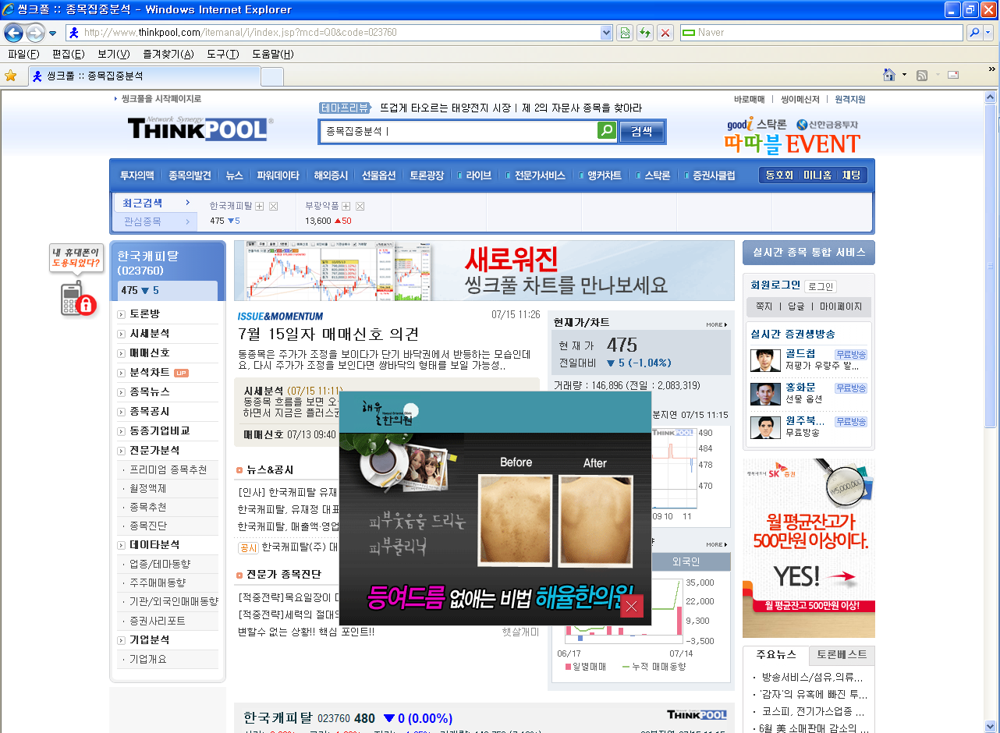 씽크풀 :: 종목집중분석 - Windows Internet Explorer
http://www.thinkpool.com/itemanal/i/index.jsp?mcd=Q0&code=023760
Naver
파일(F) 편집(E) 보기(V) 즐겨찾기(A) 도구(T) 도움말(H)
씽크풀 :: 종목집중분석
씽크풀을 시작페이지로
바로매매 | 씽이메신저 | 원격지원
Network Synergy
THINKPOOL
테마프리뷰 뜨겁게 타오르는 태양전지 시장 | 제 2의 자문사 종목을 찾아라
종목집중분석 |
검색
goodi 스탁론 신한금융투자
따따블 EVENT
투자의맥 종목의발견 뉴스 파워데이타 해외증시 선물옵션 토론광장 라이브 전문가서비스 앵커차트 스탁론 증권사클럽 동호회 미니홈 채팅
최근검색
관심종목
한국캐피탈
475 ▼5
부광약품
13,600 ▲50
내 휴대폰이
도용되었다?
한국캐피탈
(023760)
475 ▼ 5
토론방
시세분석
매매신호
분석차트 UP
종목뉴스
종목공시
동종기업비교
전문가분석
· 프리미엄 종목추천
· 월정액제
· 종목추천
· 종목진단
데이타분석
· 업종/테마동향
· 주주매매동향
· 기관/외국인매매동향
· 증권사리포트
기업분석
· 기업개요
새로워진
씽크풀 차트를 만나보세요
ISSUE&MOMENTUM
07/15 11:26
7월 15일자 매매신호 의견
동종목은 주가가 조정을 보이다가 단기 바닥권에서 반등하는 모습인데
요. 다시 주가가 조정을 보인다면 쌍바닥의 형태를 보일 가능성..
시세분석 (07/15 11:11)
동종목 흐름을 보면 오
하면서 지금은 플러스권
매매신호 07/13 09:40
뉴스&공시
[인사] 한국캐피탈 유재
한국캐피탈, 유재정 대표
한국캐피탈, 매출액·영업
공시 한국캐피탈(주) 대
전문가 종목진단
[적중전략]목요일장이 
[적중전략]세력의 절대의
변할수 없는 상황!! 핵심 포인트!!
햇살개미
해율한의원
Before
After
피부웃음을 드리는
피부클리닉
등여드름 없애는 비법 해율한의원!
현재가/차트
MORE
현 재 가 475
전일대비 ▼ 5 (-1.04%)
거래량 : 146,896 (전일 : 2,083,319)
분지연 07/15 11:15
THINKPOOL
490
484
478
470
09 10 11
MORE
외국인
35,000
22,000
9,300
-3,500
06/17
07/14
일별매매 누적 매매동향
실시간 종목 통합 서비스
회원로그인 로그인
쪽지 | 답글 | 마이페이지
실시간 증권생방송
골드칩 무료방송
저평가 우량주 발...
홍화문 무료방송
선물 옵션
원주북... 무료방송
무료방송
행복파트너 SK 증권
₩5,000,000
월 평균잔고가
500만원 이상이다.
YES!
월 평균잔고 500만원 이상!
주요뉴스 토론베스트
· 방송서비스/섬유,의류...
· '감자'의 유혹에 빠진 투...
· 코스피, 전기가스업종 ...
· 6월 美 소매판매 감소의 ...
한국캐피탈 023760 480 ▼ 0 (0.00%)
THINKPOOL